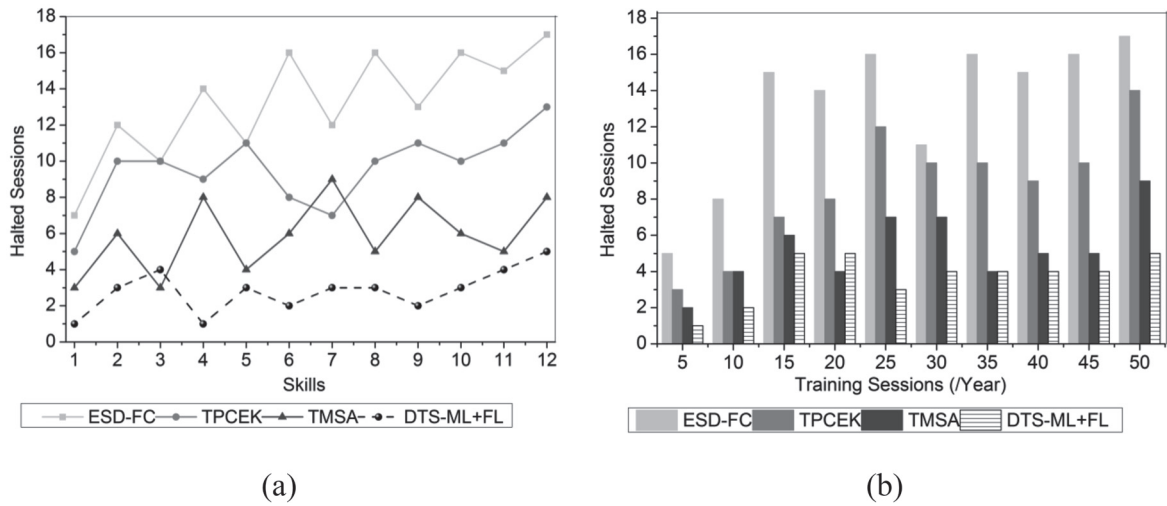 18
16
14
12
10
8
6
4
2
0
Halted Sessions
1 2 3 4 5 6 7 8 9 10 11 12
Skills
ESD-FC TPCEK TMSA DTS-ML+FL
(a)
18
16
14
12
10
8
6
4
2
0
Halted Sessions
5 10 15 20 25 30 35 40 45 50
Training Sessions (/Year)
ESD-FC TPCEK TMSA DTS-ML+FL
(b)